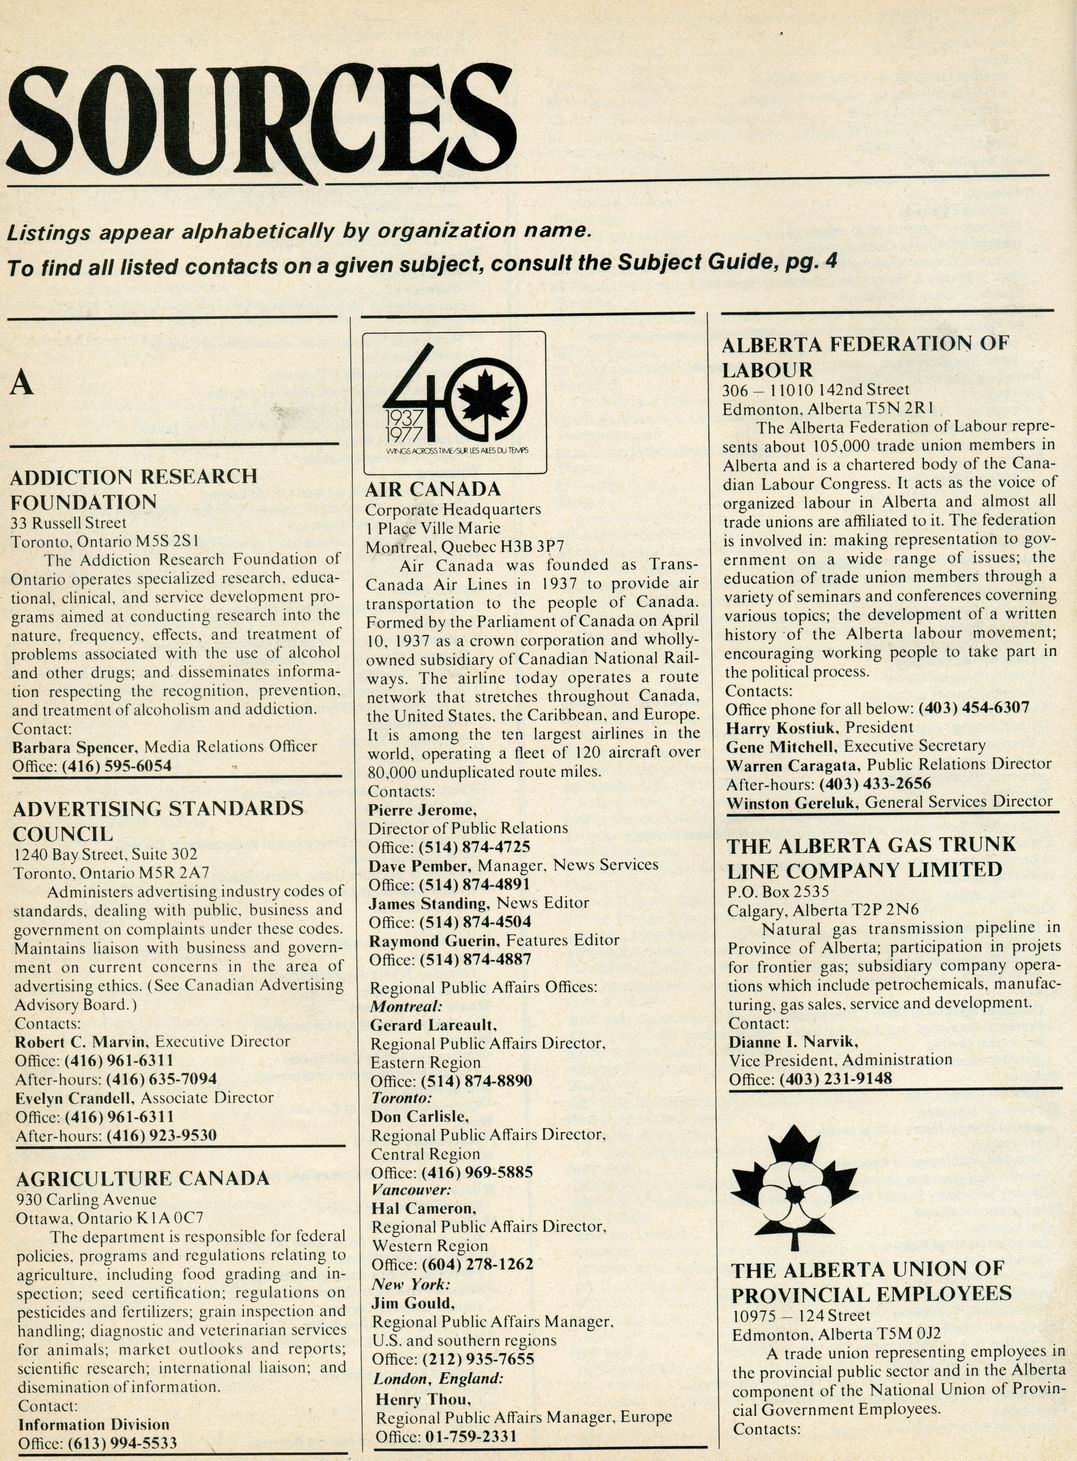 SOURCES
Listings appear alphabetically by organization name.
To find all listed contacts on a given subject, consult the Subject Guide, pg. 4
A
ADDICTION RESEARCH
FOUNDATION
33 Russell Street
Toronto, Ontario M5S 2S1
The Addiction Research Foundation of
Ontario operates specialized research, educa-
tional, clinical, and service development pro-
grams aimed at conducting research into the
nature, frequency, effects, and treatment of
problems associated with the use of alcohol
and other drugs; and disseminates informa-
tion respecting the recognition, prevention,
and treatment of alcoholism and addiction.
Contact:
Barbara Spencer, Media Relations Officer
Office: (416) 595-6054
ADVERTISING STANDARDS
COUNCIL
1240 Bay Street, Suite 302
Toronto, Ontario M5R 2A7
Administers advertising industry codes of
standards, dealing with public, business and
government on complaints under these codes.
Maintains liaison with business and govern-
ment on current concerns in the area of
advertising ethics. (See Canadian Advertising
Advisory Board.)
Contacts:
Robert C. Marvin, Executive Director
Office: (416) 961-6311
After-hours: (416) 635-7094
Evelyn Crandell, Associate Director
Office: (416) 961-6311
After-hours: (416) 923-9530
AGRICULTURE CANADA
930 Carling Avenue
Ottawa, Ontario K1A 0C7
The department is responsible for federal
policies, programs and regulations relating to
agriculture, including food grading and in-
spection; seed certification; regulations on
pesticides and fertilizers; grain inspection and
handling; diagnostic and veterinarian services
for animals; market outlooks and reports;
scientific research; international liaison; and
disemination of information.
Contact:
Information Division
Office: (613) 994-5533
40
1937
1977
WINGS ACROSS TIME/SUR LES AILES DU TEMPS
AIR CANADA
Corporate Headquarters
1 Place Ville Marie
Montreal, Quebec H3B 3P7
Air Canada was founded as Trans-
Canada Air Lines in 1937 to provide air
transportation to the people of Canada.
Formed by the Parliament of Canada on April
10, 1937 as a crown corporation and wholly-
owned subsidiary of Canadian National Rail-
ways. The airline today operates a route
network that stretches throughout Canada,
the United States, the Caribbean, and Europe.
It is among the ten largest airlines in the
world, operating a fleet of 120 aircraft over
80,000 unduplicated route miles.
Contacts:
Pierre Jerome,
Director of Public Relations
Office: (514) 874-4725
Dave Pember, Manager, News Services
Office: (514) 874-4891
James Standing, News Editor
Office: (514) 874-4504
Raymond Guerin, Features Editor
Office: (514) 874-4887
Regional Public Affairs Offices:
Montreal:
Gerard Lareault,
Regional Public Affairs Director,
Eastern Region
Office: (514) 874-8890
Toronto:
Don Carlisle,
Regional Public Affairs Director,
Central Region
Office: (416) 969-5885
Vancouver:
Hal Cameron,
Regional Public Affairs Director,
Western Region
Office: (604) 278-1262
New York:
Jim Gould,
Regional Public Affairs Manager,
U.S. and southern regions
Office: (212) 935-7655
London, England:
Henry Thou,
Regional Public Affairs Manager, Europe
Office: 01-759-2331
ALBERTA FEDERATION OF
LABOUR
306 – 11010 142nd Street
Edmonton, Alberta T5N 2R1
The Alberta Federation of Labour repre-
sents about 105,000 trade union members in
Alberta and is a chartered body of the Cana-
dian Labour Congress. It acts as the voice of
organized labour in Alberta and almost all
trade unions are affiliated to it. The federation
is involved in: making representation to gov-
ernment on a wide range of issues; the
education of trade union members through a
variety of seminars and conferences coverning
various topics; the development of a written
history of the Alberta labour movement;
encouraging working people to take part in
the political process.
Contacts:
Office phone for all below: (403) 454-6307
Harry Kostiuk, President
Gene Mitchell, Executive Secretary
Warren Caragata, Public Relations Director
After-hours: (403) 433-2656
Winston Gereluk, General Services Director
THE ALBERTA GAS TRUNK
LINE COMPANY LIMITED
P.O. Box 2535
Calgary, Alberta T2P 2N6
Natural gas transmission pipeline in
Province of Alberta; participation in projets
for frontier gas; subsidiary company opera-
tions which include petrochemicals, manufac-
turing, gas sales, service and development.
Contact:
Dianne I. Narvik,
Vice President, Administration
Office: (403) 231-9148
THE ALBERTA UNION OF
PROVINCIAL EMPLOYEES
10975 – 124 Street
Edmonton, Alberta T5M 0J2
A trade union representing employees in
the provincial public sector and in the Alberta
component of the National Union of Provin-
cial Government Employees.
Contacts: